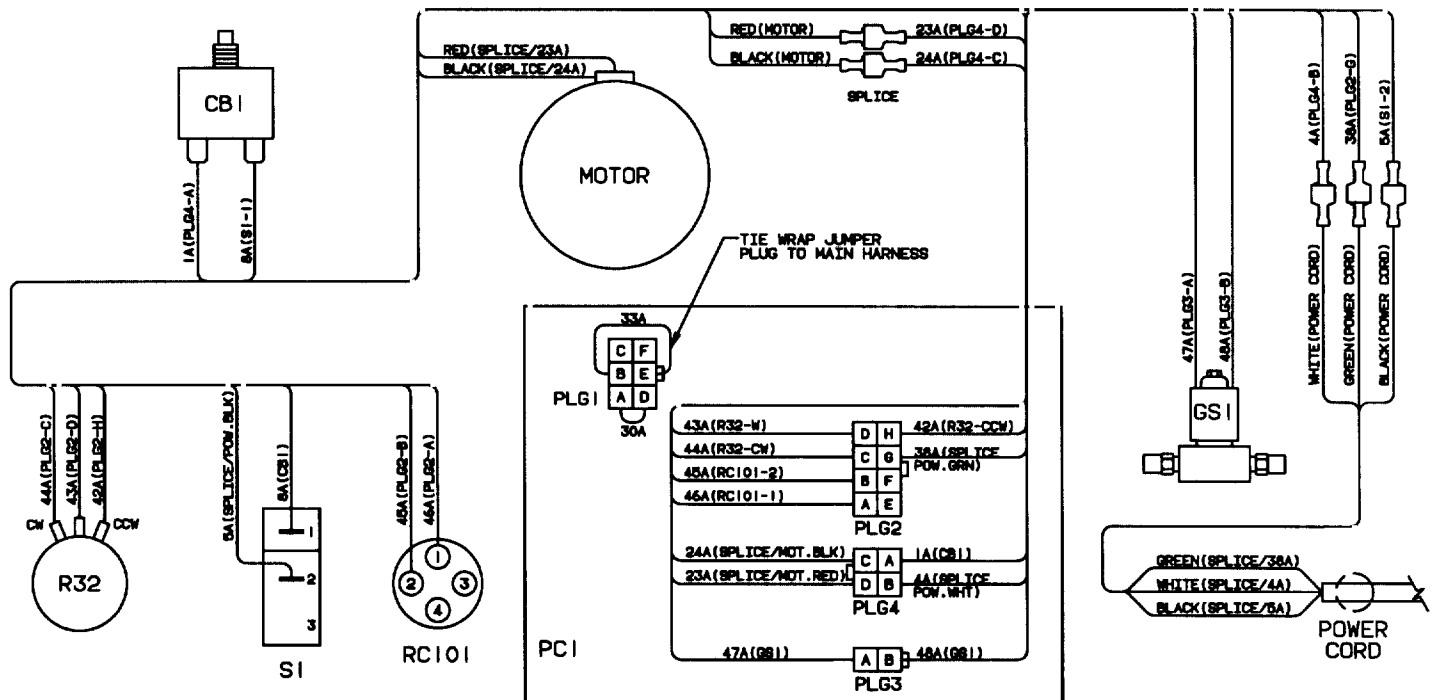 RED(MOTOR)
23A(PLG4-D)
BLACK(MOTOR)
24A(PLG4-C)
SPLICE
RED(SPLICE/23A)
BLACK(SPLICE/24A)
CB1
MOTOR
1A(PLG4-A)
8A(S1-1)
4A(PLG4-B)
38A(PLG2-G)
5A(S1-2)
WHITE(POWER CORD)
GREEN(POWER CORD)
BLACK(POWER CORD)
TIE WRAP JUMPER
PLUG TO MAIN HARNESS
47A(PLG3-A)
48A(PLG3-B)
GS1
33A
C F
B E
A D
PLG1
30A
44A(PLG2-C)
43A(PLG2-D)
42A(PLG2-H)
CW
CCW
R32
5A(SPLICE/POW.BLK)
8A(CB1)
1
2
3
S1
45A(PLG2-B)
46A(PLG2-A)
1
2
3
4
RC101
43A(R32-W)
D H
42A(R32-CCW)
44A(R32-CW)
C G
38A(SPLICE
POW.GRN)
45A(RC101-2)
B F
46A(RC101-1)
A E
PLG2
24A(SPLICE/MOT.BLK)
C A
1A(CB1)
23A(SPLICE/MOT.RED)
D B
4A(SPLICE
POW.WHT)
PLG4
47A(GS1)
A B
48A(GS1)
PLG3
PC1
GREEN(SPLICE/38A)
WHITE(SPLICE/4A)
BLACK(SPLICE/5A)
POWER
CORD